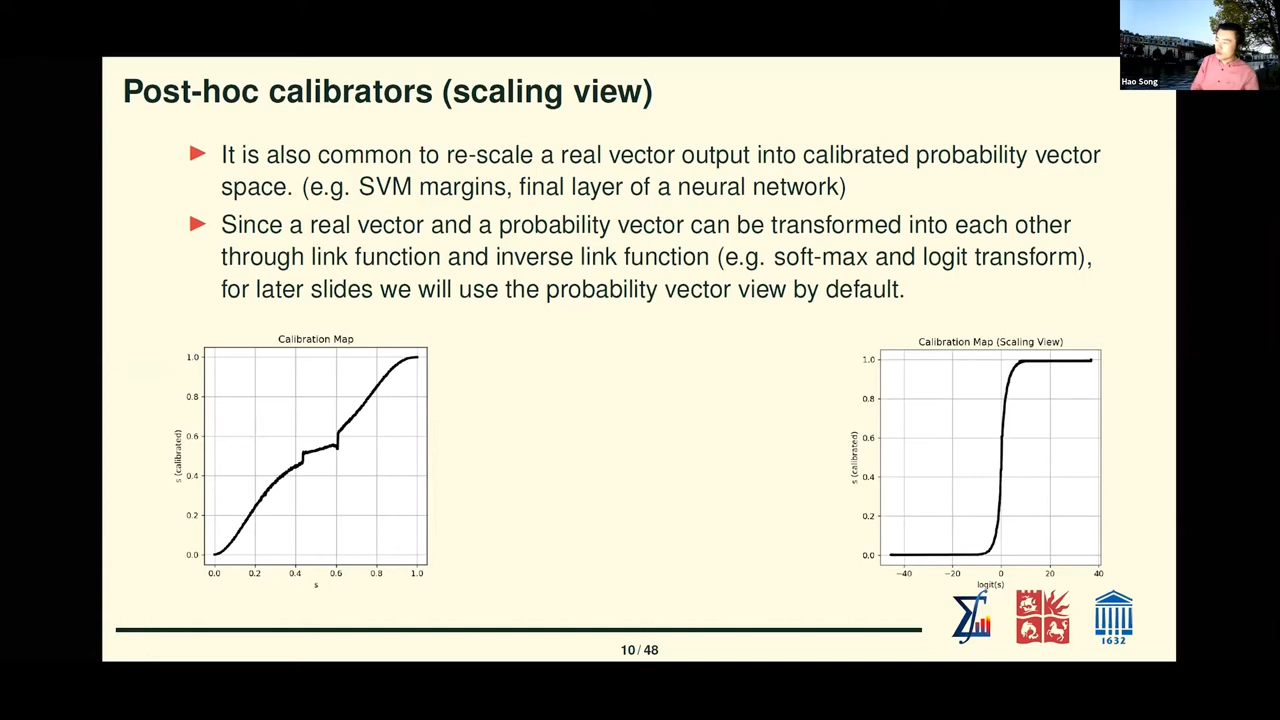 Hao Song
Post-hoc calibrators (scaling view)
It is also common to re-scale a real vector output into calibrated probability vector
space. (e.g. SVM margins, final layer of a neural network)
Since a real vector and a probability vector can be transformed into each other
through link function and inverse link function (e.g. soft-max and logit transform),
for later slides we will use the probability vector view by default.
Calibration Map
1.0
0.8
0.6
0.4
0.2
0.0
s (calibrated)
0.0 0.2 0.4 0.6 0.8 1.0
s
Calibration Map (Scaling View)
1.0
0.8
0.6
0.4
0.2
0.0
s (calibrated)
−40 −20 0 20 40
logit(s)
1632
10 / 48